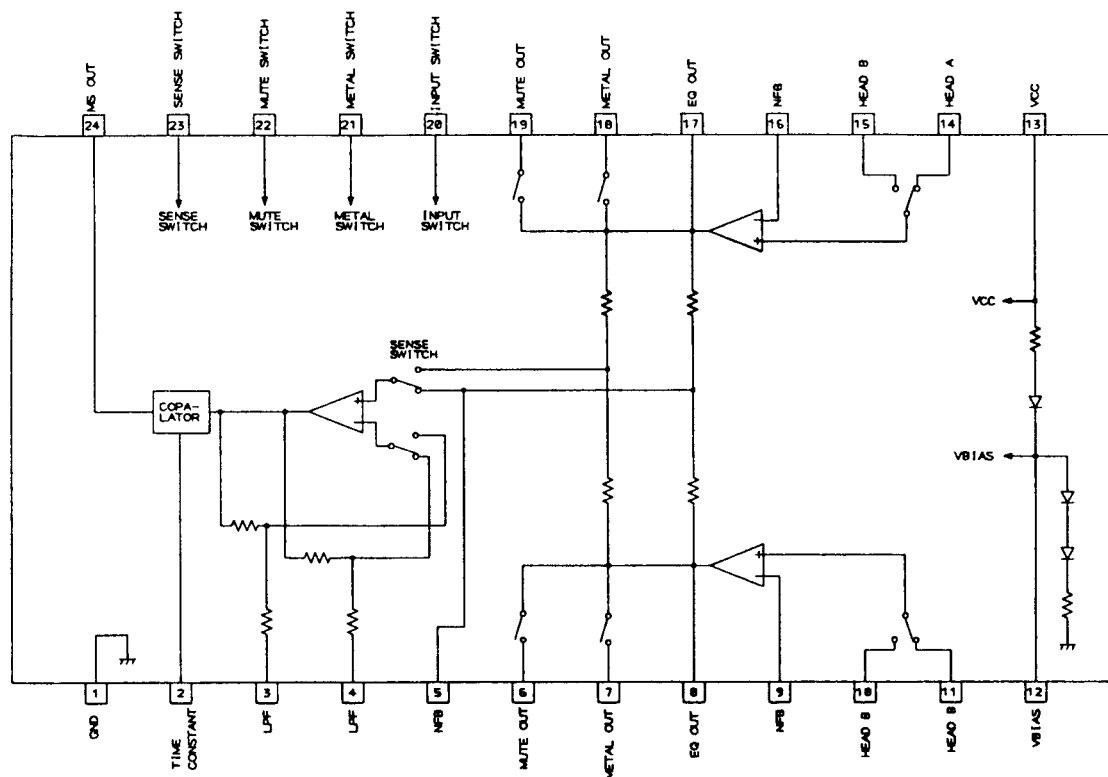 MS OUT
SENSE SWITCH
MUTE SWITCH
METAL SWITCH
INPUT SWITCH
MUTE OUT
METAL OUT
EQ OUT
NFB
HEAD B
HEAD A
VCC
24
23
22
21
20
19
18
17
16
15
14
13
SENSE
SWITCH
MUTE
SWITCH
METAL
SWITCH
INPUT
SWITCH
VCC
SENSE
SWITCH
COPA-
LATOR
VBIAS
1
2
3
4
5
6
7
8
9
10
11
12
GND
TIME
CONSTANT
LPF
LPF
NFB
MUTE OUT
METAL OUT
EQ OUT
NFB
HEAD B
HEAD B
VBIAS